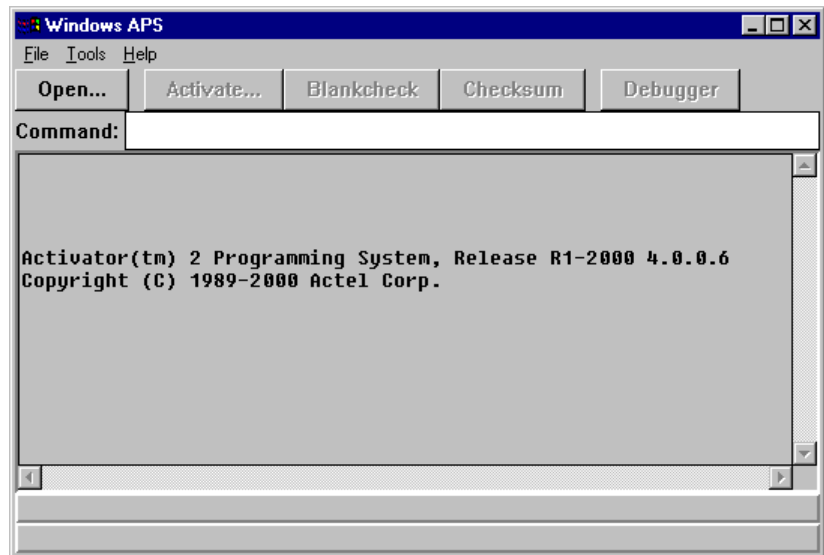 Windows APS
File Tools Help
Open... Activate... Blankcheck Checksum Debugger
Command:
Activator(tm) 2 Programming System, Release R1-2000 4.0.0.6
Copyright (C) 1989-2000 Actel Corp.